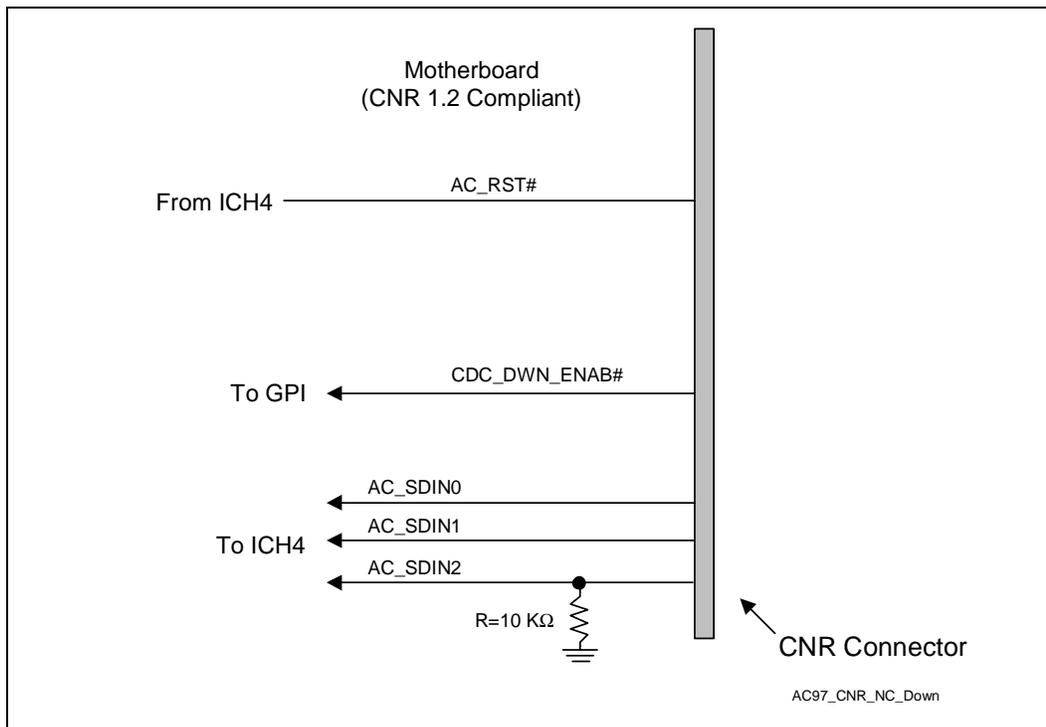 Motherboard
(CNR 1.2 Compliant)
AC_RST#
From ICH4
CDC_DWN_ENAB#
To GPI
AC_SDIN0
AC_SDIN1
To ICH4
AC_SDIN2
R=10 KΩ
CNR Connector
AC97_CNR_NC_Down